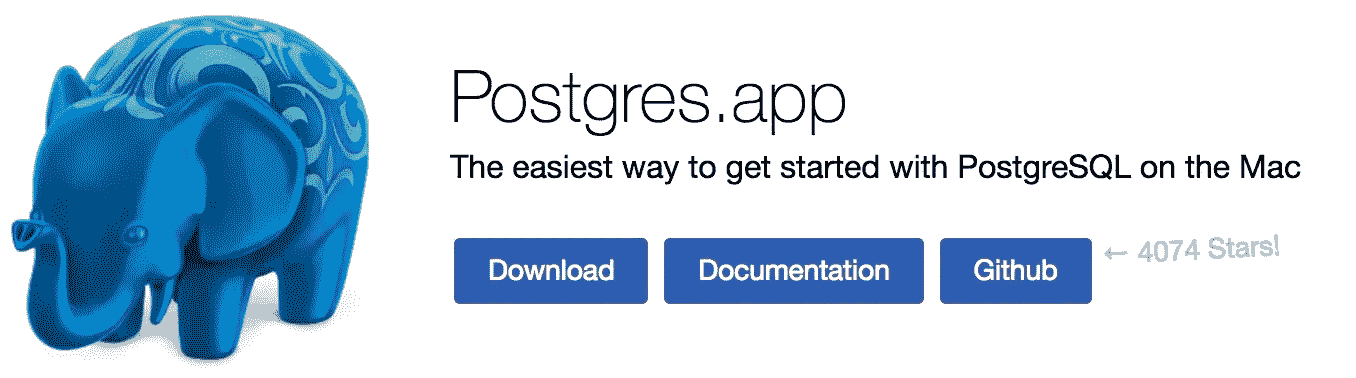 Postgres.app
The easiest way to get started with PostgreSQL on the Mac
Download Documentation Github ← 4074 Stars!